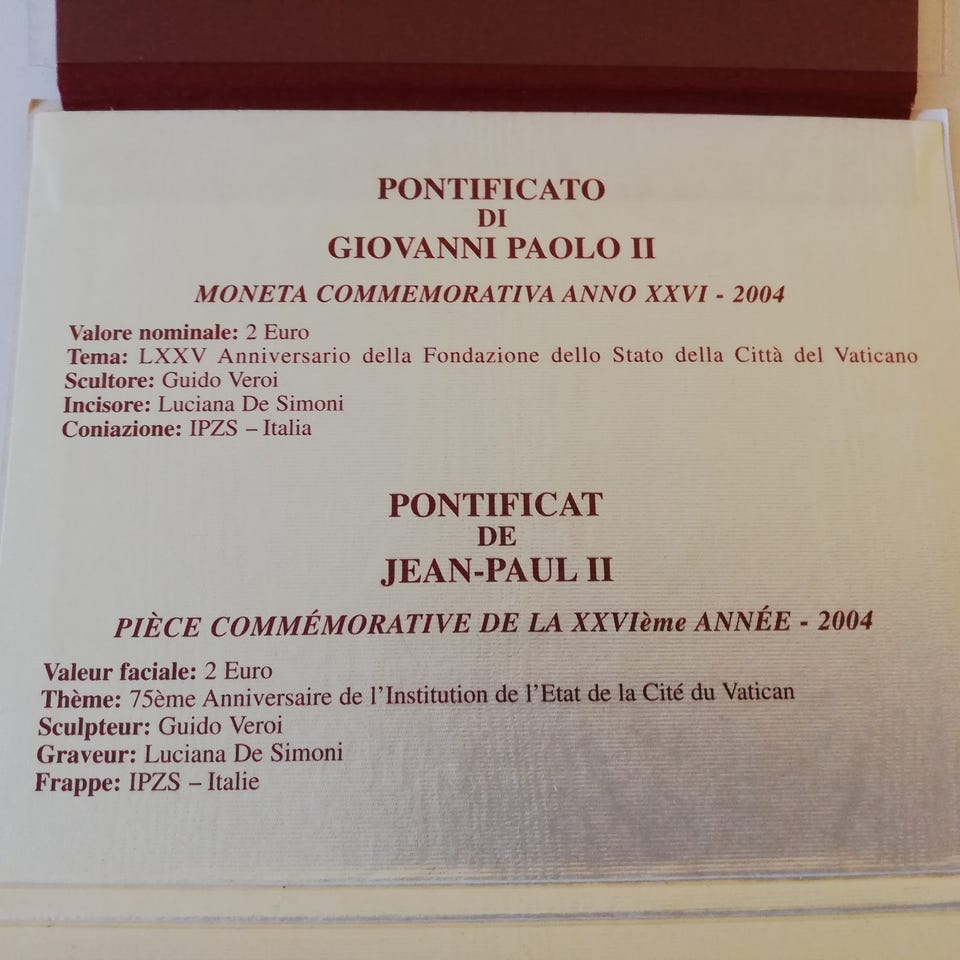 PONTIFICATO
DI
GIOVANNI PAOLO II
MONETA COMMEMORATIVA ANNO XXVI - 2004
Valore nominale: 2 Euro
Tema: LXXV Anniversario della Fondazione dello Stato della Città del Vaticano
Scultore: Guido Veroi
Incisore: Luciana De Simoni
Coniazione: IPZS – Italia
PONTIFICAT
DE
JEAN-PAUL II
PIÈCE COMMÉMORATIVE DE LA XXVIème ANNÉE - 2004
Valeur faciale: 2 Euro
Thème: 75ème Anniversaire de l'Institution de l'Etat de la Cité du Vatican
Sculpteur: Guido Veroi
Graveur: Luciana De Simoni
Frappe: IPZS – Italie